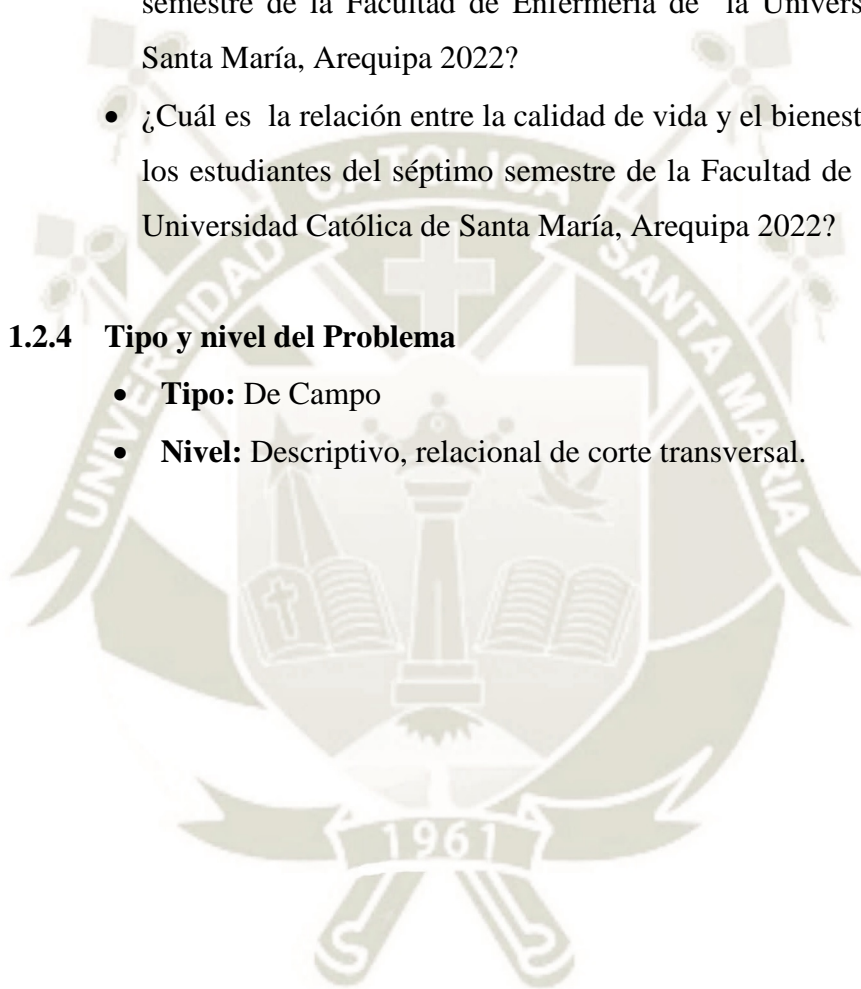 semestre de la Facultad de Enfermería de la Univers
Santa María, Arequipa 2022?
• ¿Cuál es la relación entre la calidad de vida y el bienest
los estudiantes del séptimo semestre de la Facultad de
Universidad Católica de Santa María, Arequipa 2022?
1.2.4 Tipo y nivel del Problema
• Tipo: De Campo
• Nivel: Descriptivo, relacional de corte transversal.
UNIVERSIDAD CATOLICA SANTA MARIA
1961